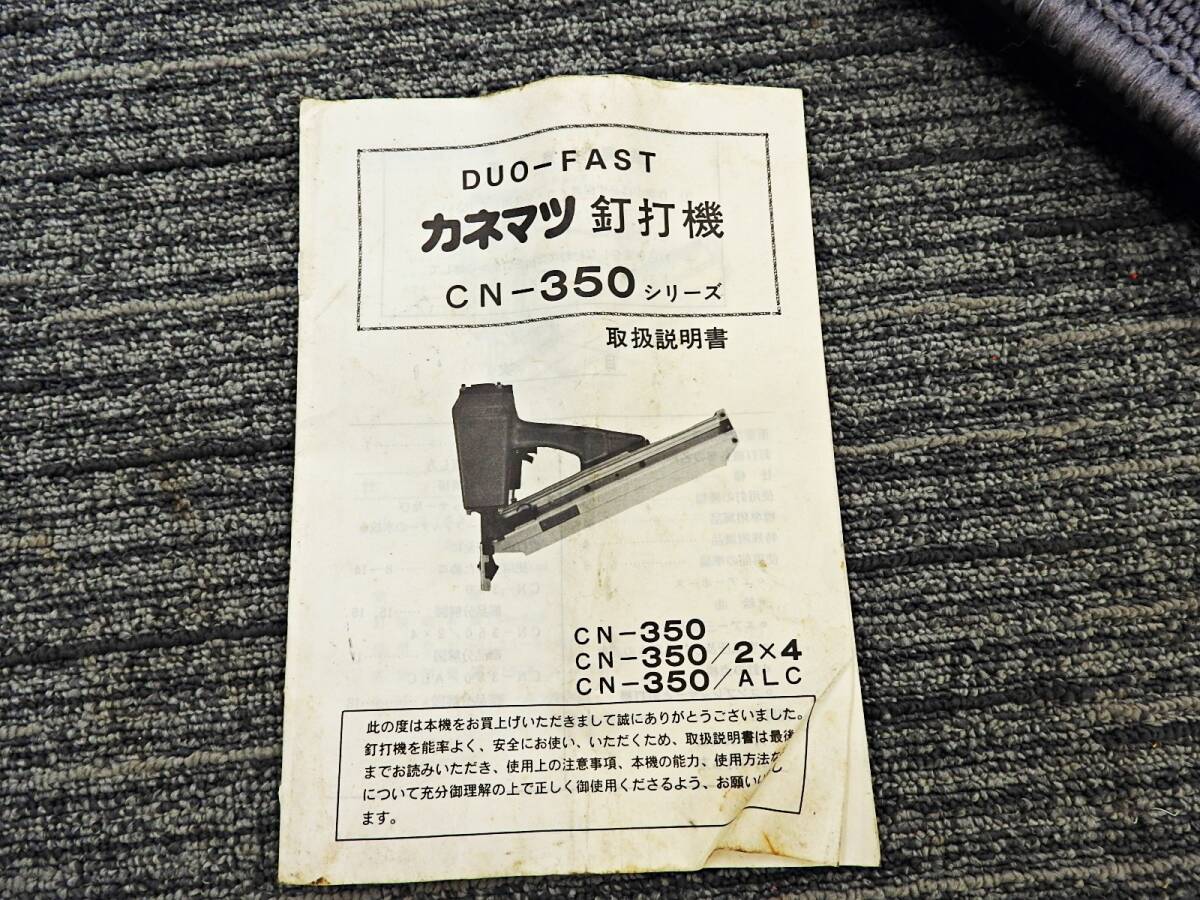 DUO-FAST
カネマツ 釘打機
CN-350 シリーズ
取扱説明書
CN-350
CN-350/2×4
CN-350/ALC
此の度は本機をお買上げいただきまして誠にありがとうございました。
釘打機を能率よく、安全にお使い、いただくため、取扱説明書は最後
までお読みいただき、使用上の注意事項、本機の能力、使用方法な
について充分御理解の上で正しく御使用くださるよう、お願い
ます。